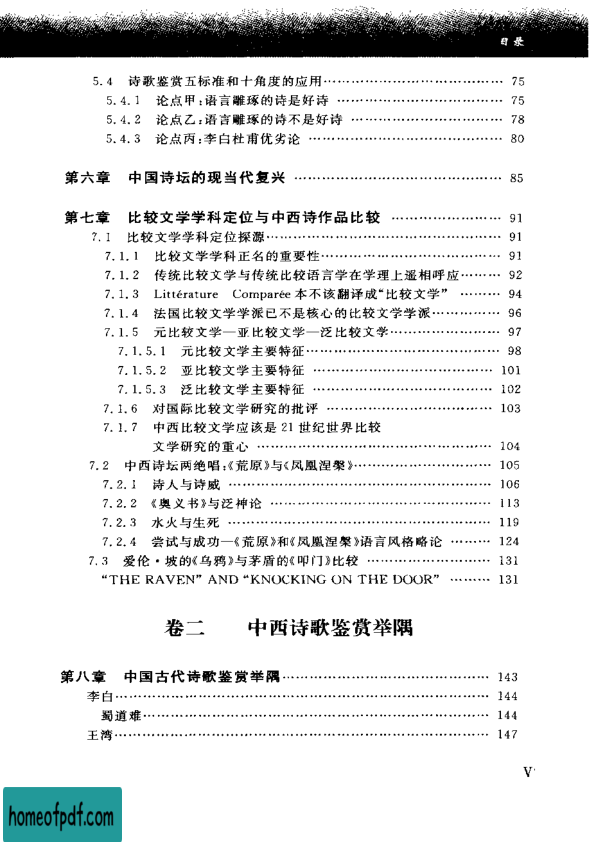 目录
5.4 诗歌鉴赏五标准和十角度的应用 75
5.4.1 论点甲:语言雕琢的诗是好诗 75
5.4.2 论点乙:语言雕琢的诗不是好诗 78
5.4.3 论点丙:李白杜甫优劣论 80
第六章 中国诗坛的现当代复兴 85
第七章 比较文学学科定位与中西诗作品比较 91
7.1 比较文学学科定位探源 91
7.1.1 比较文学学科正名的重要性 91
7.1.2 传统比较文学与传统比较语言学在学理上遥相呼应 92
7.1.3 Littérature Comparée本不该翻译成“比较文学” 94
7.1.4 法国比较文学学派已不是核心的比较文学学派 96
7.1.5 元比较文学—亚比较文学—泛比较文学 97
7.1.5.1 元比较文学主要特征 98
7.1.5.2 亚比较文学主要特征 101
7.1.5.3 泛比较文学主要特征 102
7.1.6 对国际比较文学研究的批评 103
7.1.7 中西比较文学应该是21世纪世界比较
文学研究的重心 104
7.2 中西诗坛两绝唱:《荒原》与《凤凰涅槃》 105
7.2.1 诗人与诗威 106
7.2.2 《奥义书》与泛神论 113
7.2.3 水火与生死 119
7.2.4 尝试与成功—《荒原》和《凤凰涅槃》语言风格略论 124
7.3 爱伦·坡的《乌鸦》与茅盾的《叩门》比较 131
“THE RAVEN” AND “KNOCKING ON THE DOOR” 131
卷二 中西诗歌鉴赏举隅
第八章 中国古代诗歌鉴赏举隅 143
李白 144
蜀道难 144
王湾 147
V
homeofpdf.com